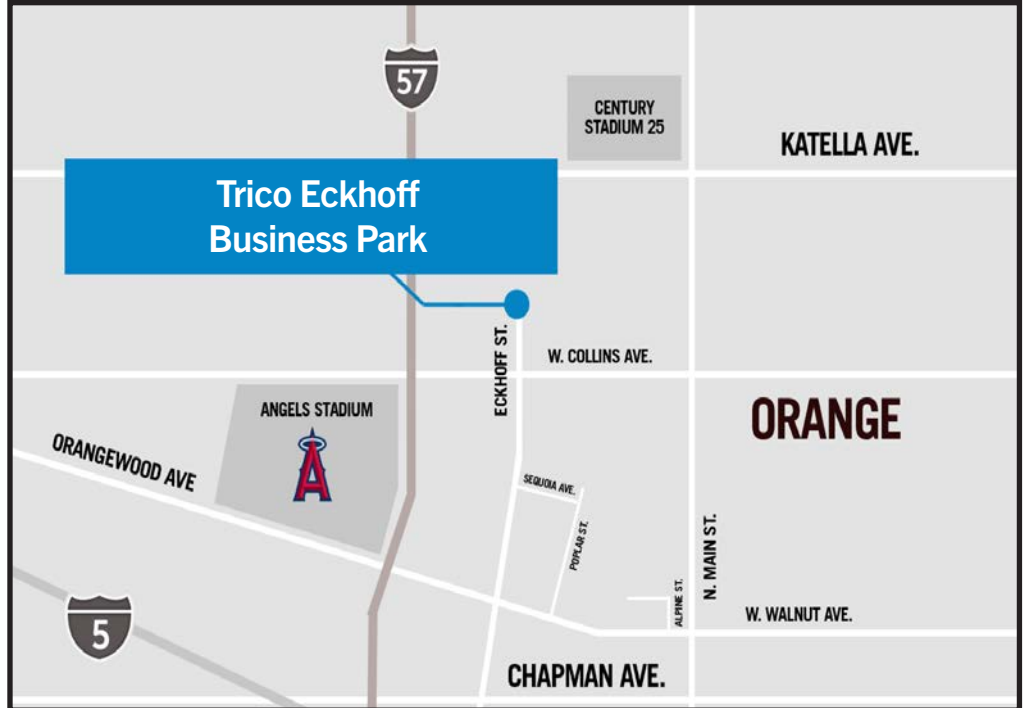 57
CENTURY
STADIUM 25
KATELLA AVE.
Trico Eckhoff
Business Park
ECKHOFF ST.
W. COLLINS AVE.
ANGELS STADIUM
A
ORANGE
ORANGEWOOD AVE
SEQUOIA AVE.
POPLAR ST.
N. MAIN ST.
ALPINE ST.
5
W. WALNUT AVE.
CHAPMAN AVE.